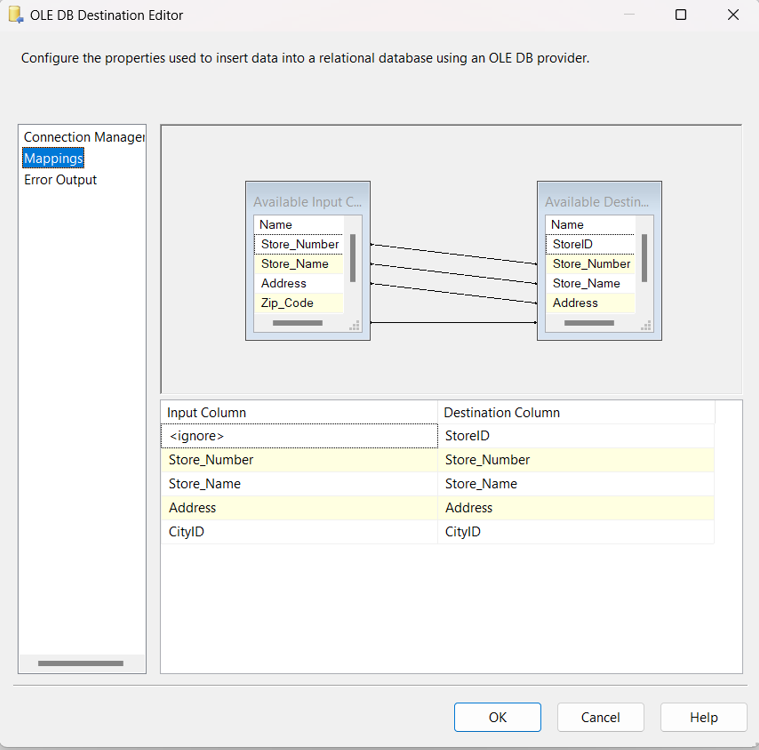 OLE DB Destination Editor
Configure the properties used to insert data into a relational database using an OLE DB provider.
Connection Manager
Mappings
Error Output
Available Input C...
Name
Store_Number
Store_Name
Address
Zip_Code
Available Destin...
Name
StoreID
Store_Number
Store_Name
Address
Input Column Destination Column
<ignore> StoreID
Store_Number Store_Number
Store_Name Store_Name
Address Address
CityID CityID
OK Cancel Help